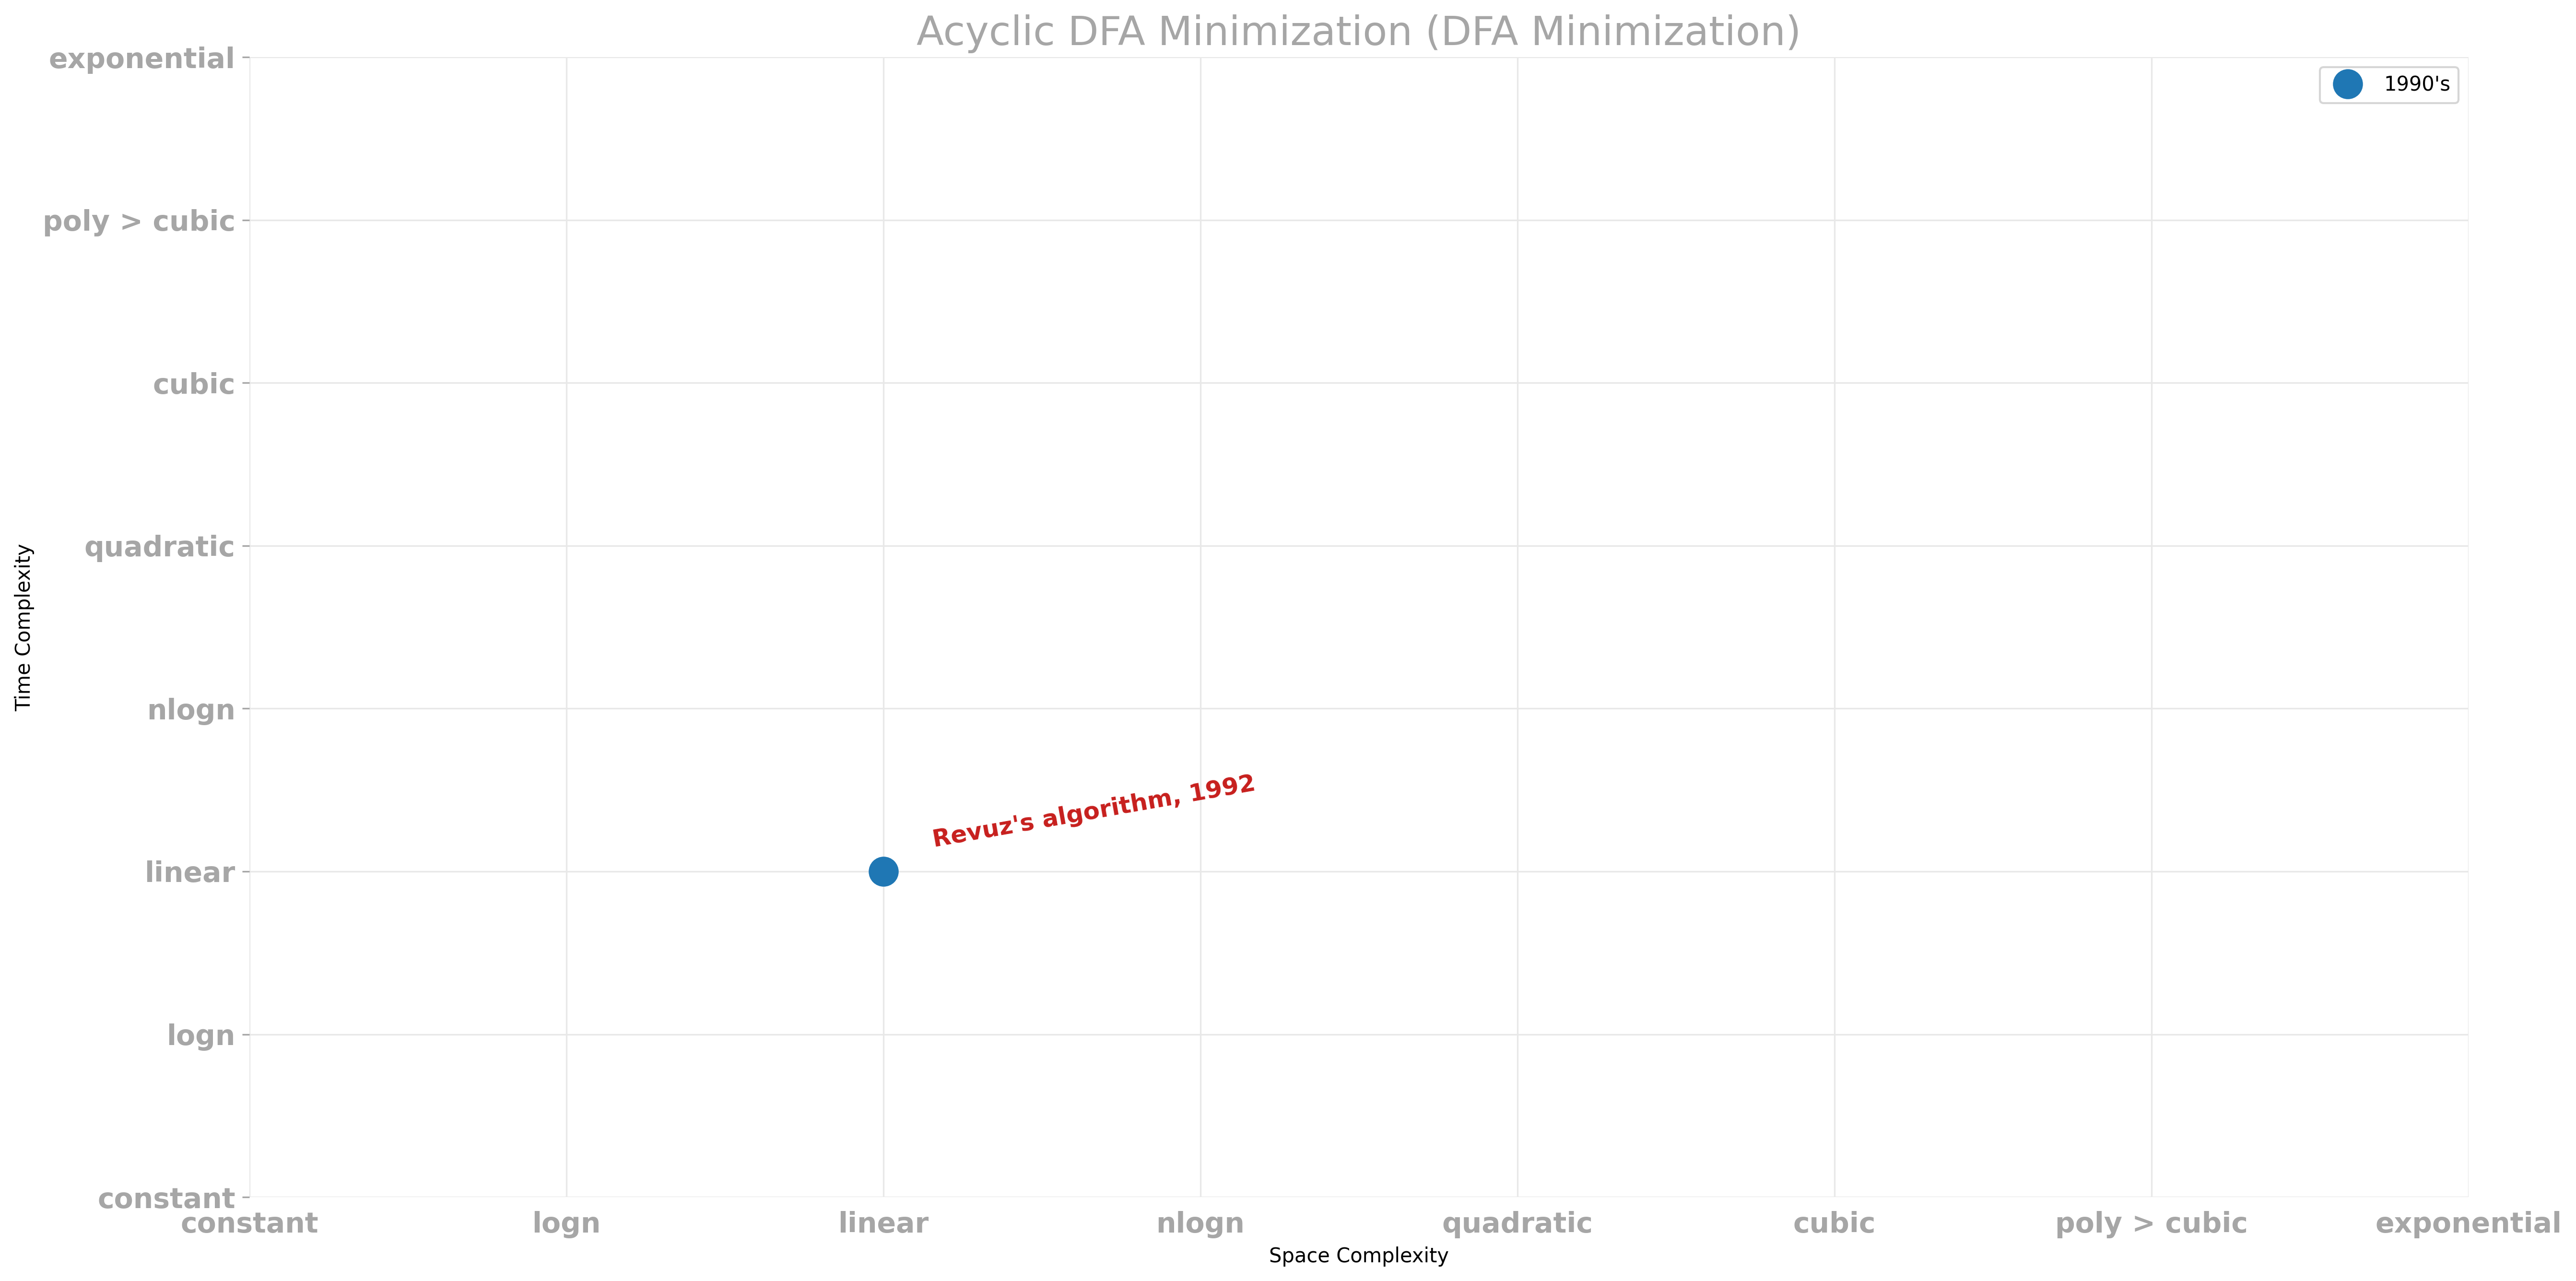 Acyclic DFA Minimization (DFA Minimization)
1990's
Time Complexity
exponential
poly > cubic
cubic
quadratic
nlogn
linear
logn
constant
Revuz's algorithm, 1992
constant
logn
linear
nlogn
quadratic
cubic
poly > cubic
exponential
Space Complexity